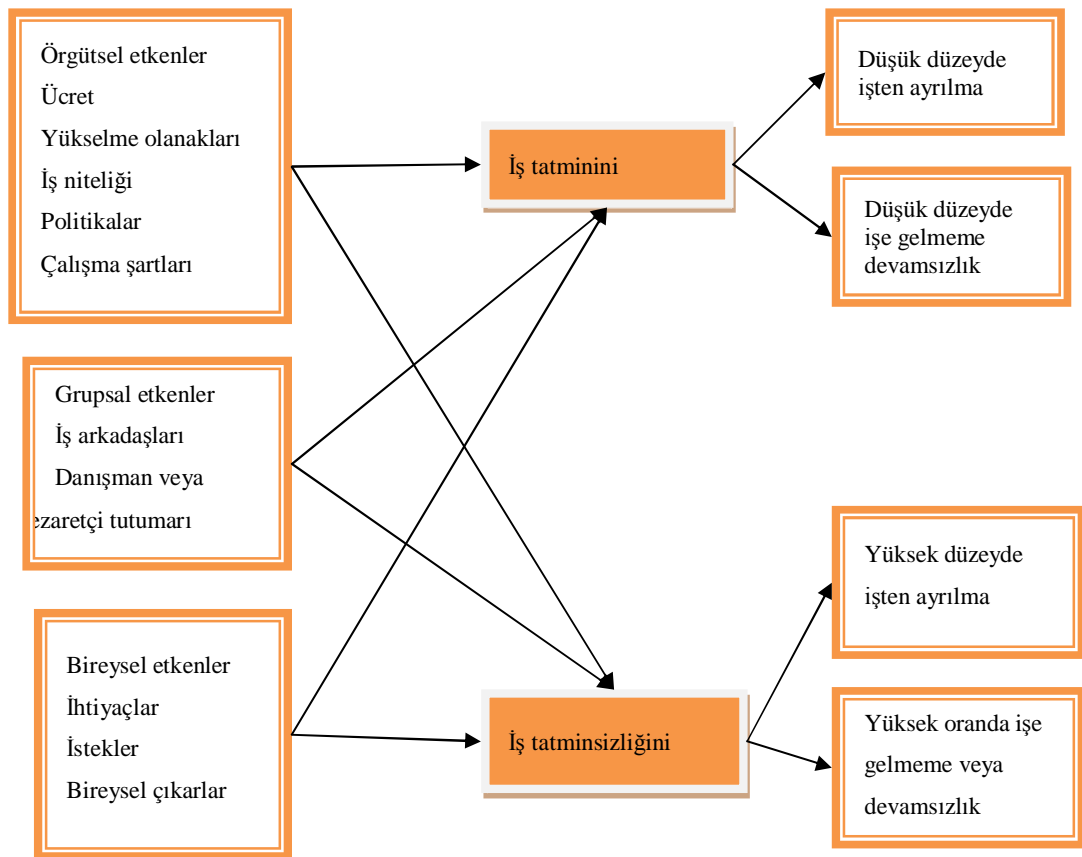 Örgütsel etkenler
Ücret
Yükselme olanakları
İş niteliği
Politikalar
Çalışma şartları
Grupsal etkenler
İş arkadaşları
Danışman veya
ezaretçi tutumarı
Bireysel etkenler
İhtiyaçlar
İstekler
Bireysel çıkarlar
İş tatminini
İş tatminsizliğini
Düşük düzeyde
işten ayrılma
Düşük düzeyde
işe gelmeme
devamsızlık
Yüksek düzeyde
işten ayrılma
Yüksek oranda işe
gelmeme veya
devamsızlık